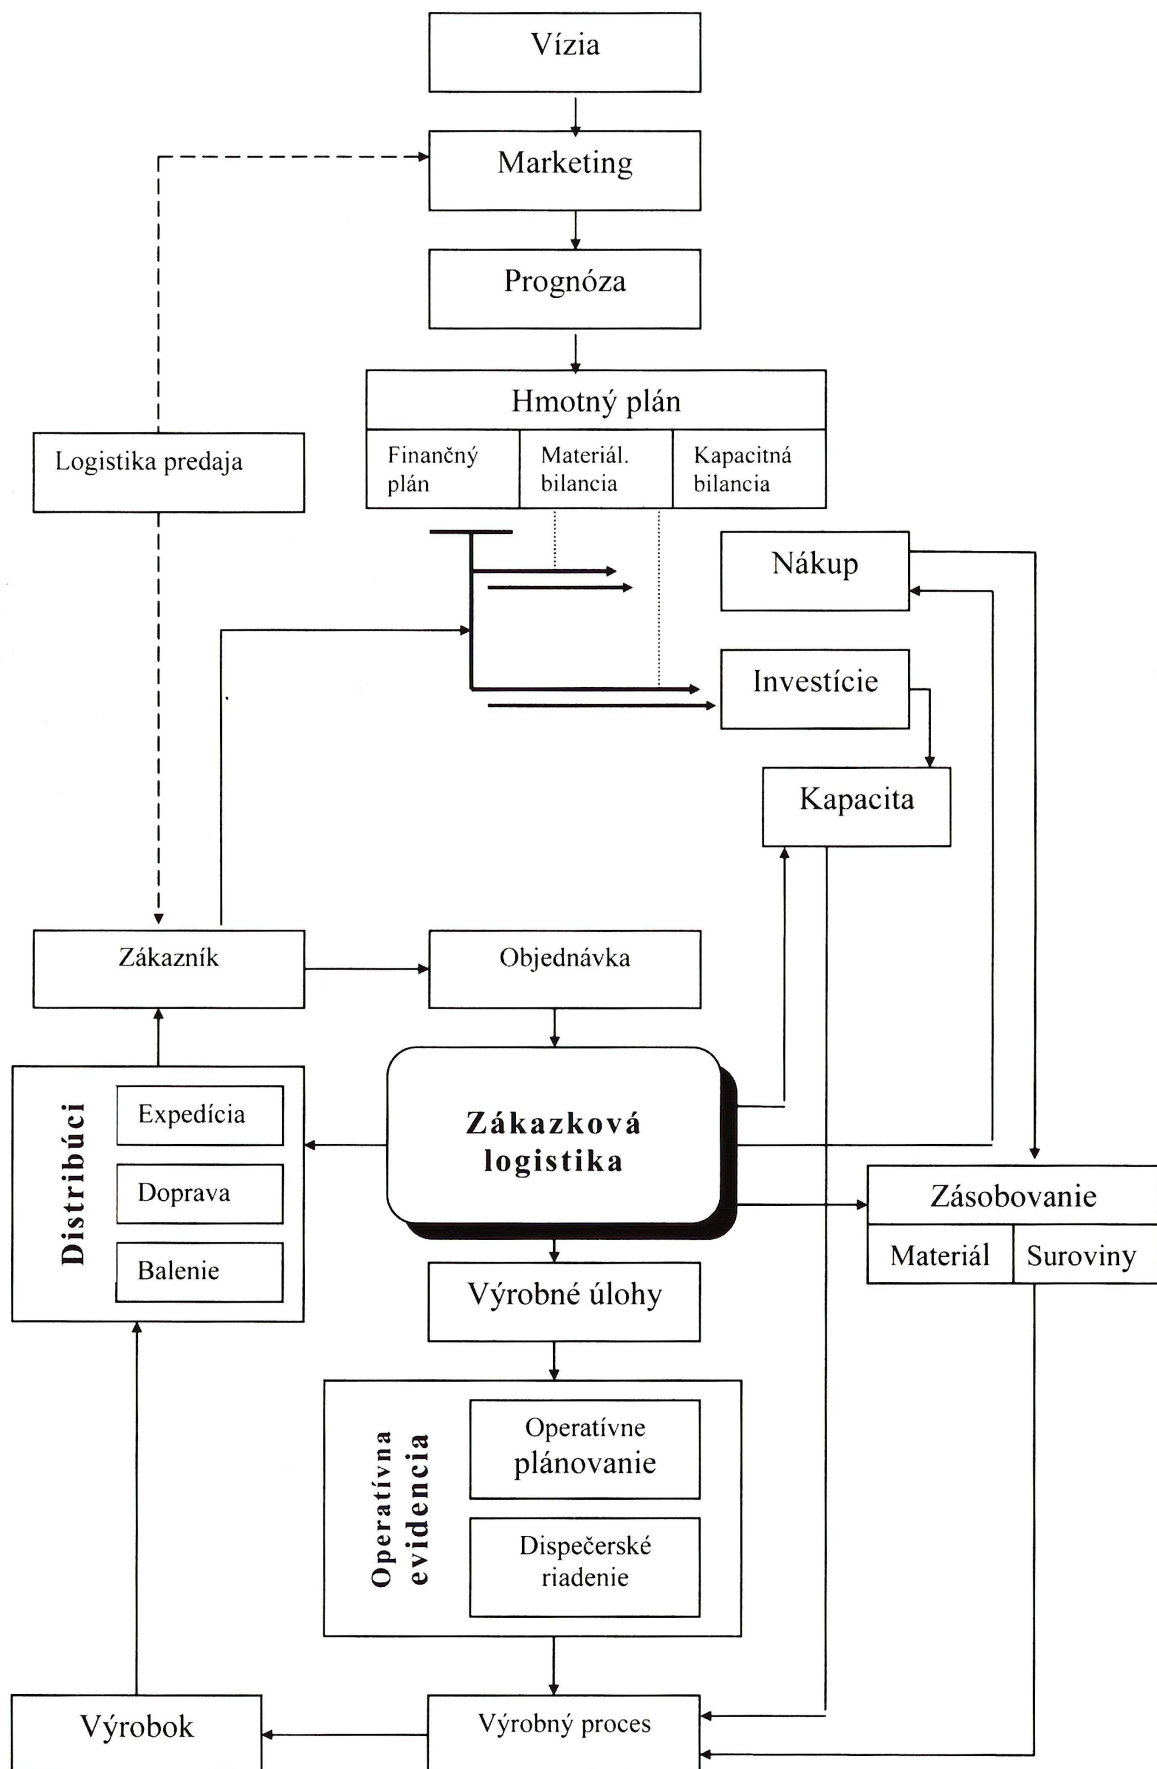 Vízia
Marketing
Prognóza
Hmotný plán
Finančný
plán
Materiál.
bilancia
Kapacitná
bilancia
Logistika predaja
Nákup
Investície
Kapacita
Zákazník
Objednávka
Distribúci
Expedícia
Doprava
Balenie
Zákazková
logistika
Zásobovanie
Materiál
Suroviny
Výrobné úlohy
Operatívna
evidencia
Operatívne
plánovanie
Dispečerské
riadenie
Výrobok
Výrobný proces